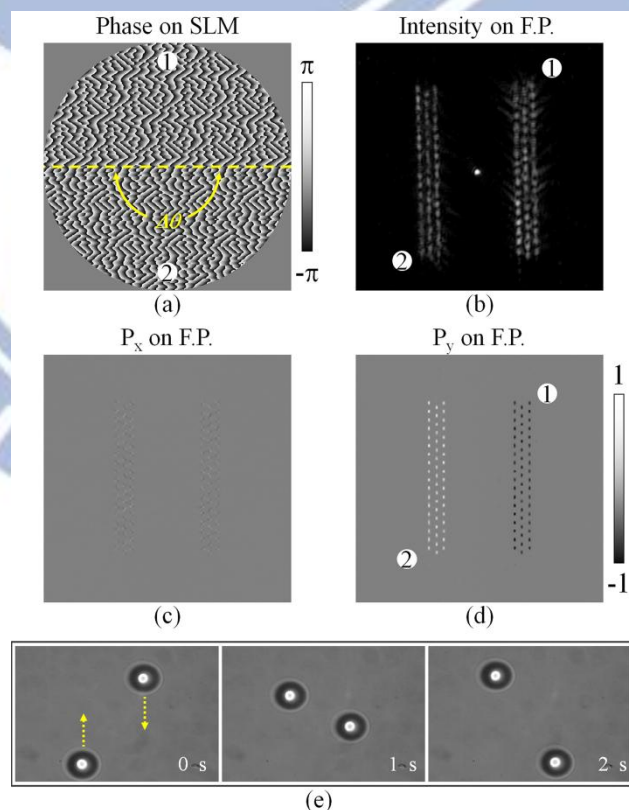 Phase on SLM
Intensity on F.P.
1
Δθ
2
π
-π
1
2
(a)
(b)
Px on F.P.
Py on F.P.
1
2
1
-1
(c)
(d)
0 s
1 s
2 s
(e)